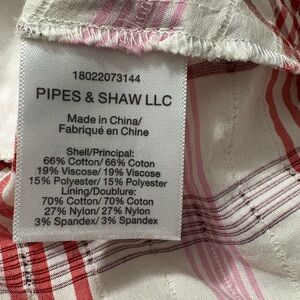 18022073144
PIPES & SHAW LLC
Made in China/
Fabriqué en Chine
Shell/Principal:
66% Cotton/ 66% Coton
19% Viscose/ 19% Viscose
15% Polyester/ 15% Polyester
Lining/Doublure:
70% Cotton/ 70% Coton
27% Nylon/ 27% Nylon
3% Spandex/ 3% Spandex